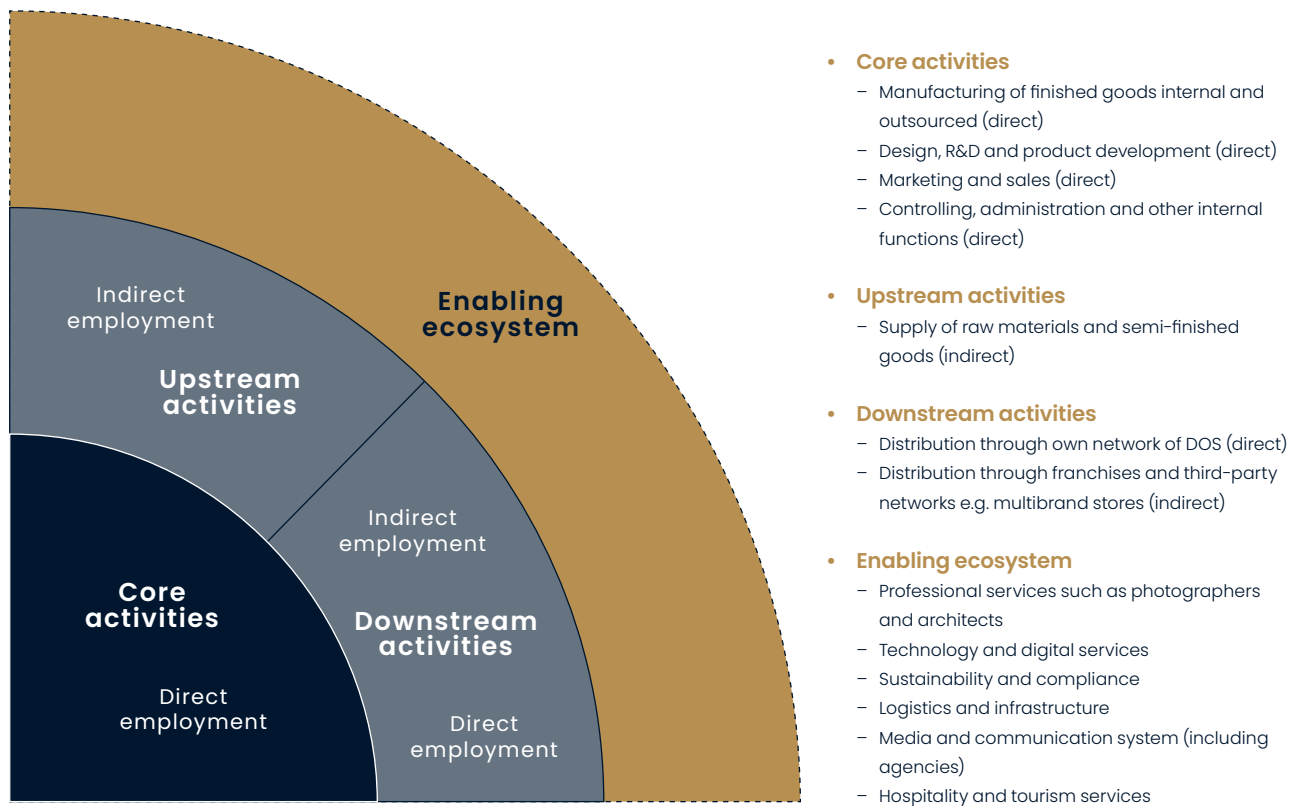 Indirect
employment
Upstream
activities
Enabling
ecosystem
Core
activities
Direct
employment
Indirect
employment
Downstream
activities
Direct
employment
• Core activities
– Manufacturing of finished goods internal and
outsourced (direct)
– Design, R&D and product development (direct)
– Marketing and sales (direct)
– Controlling, administration and other internal
functions (direct)
• Upstream activities
– Supply of raw materials and semi-finished
goods (indirect)
• Downstream activities
– Distribution through own network of DOS (direct)
– Distribution through franchises and third-party
networks e.g. multibrand stores (indirect)
• Enabling ecosystem
– Professional services such as photographers
and architects
– Technology and digital services
– Sustainability and compliance
– Logistics and infrastructure
– Media and communication system (including
agencies)
– Hospitality and tourism services